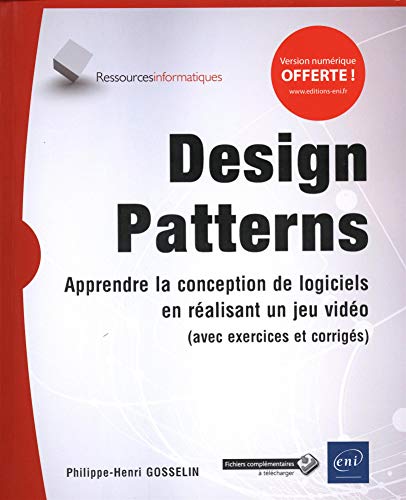 Ressourcesinformatiques
Version numérique
OFFERTE !
www.editions-eni.fr
Design
Patterns
Apprendre la conception de logiciels
en réalisant un jeu vidéo
(avec exercices et corrigés)
Philippe-Henri GOSSELIN
Fichiers complémentaires
à télécharger
eni